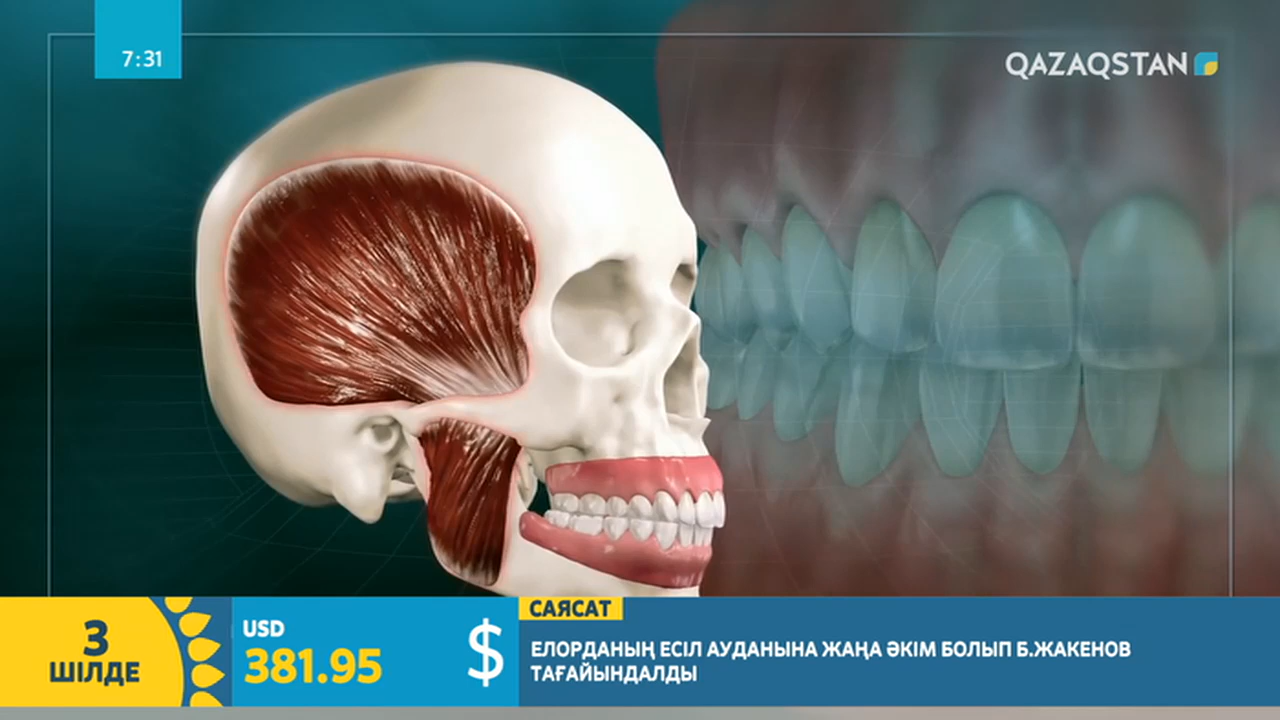 7:31
QAZAQSTAN
3
ШІЛДЕ
USD
381.95
$
САЯСАТ
ЕЛОРДАНЫҢ ЕСІЛ АУДАНЫНА ЖАҢА ӘКІМ БОЛЫП Б.ЖАКЕНОВ
ТАҒАЙЫНДАЛДЫ